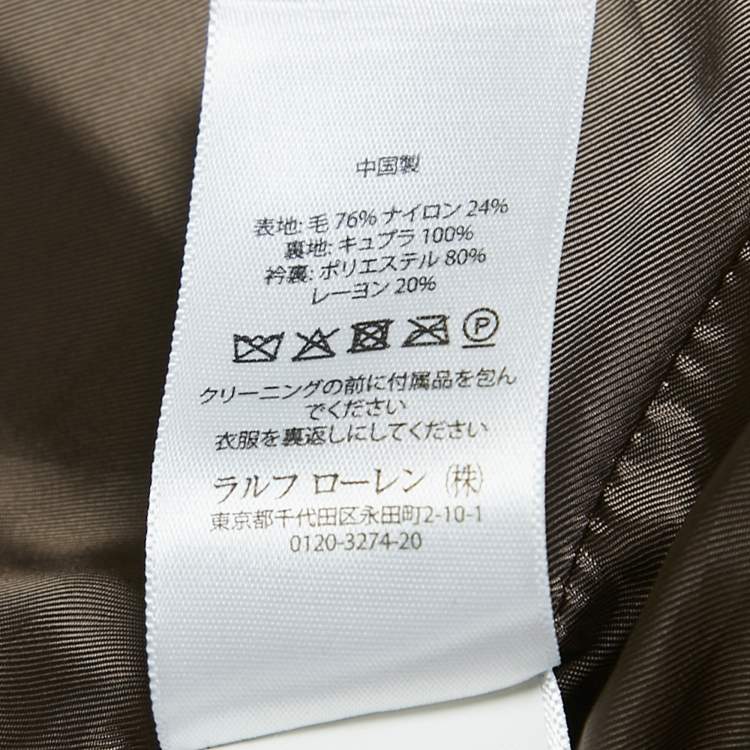 中国製
表地: 毛 76% ナイロン 24%
裏地: キュプラ 100%
衿裏: ポリエステル 80%
レーヨン 20%
P
クリーニングの前に付属品を包ん
でください
衣服を裏返しにしてください
ラルフ ローレン (株)
東京都千代田区永田町2-10-1
0120-3274-20